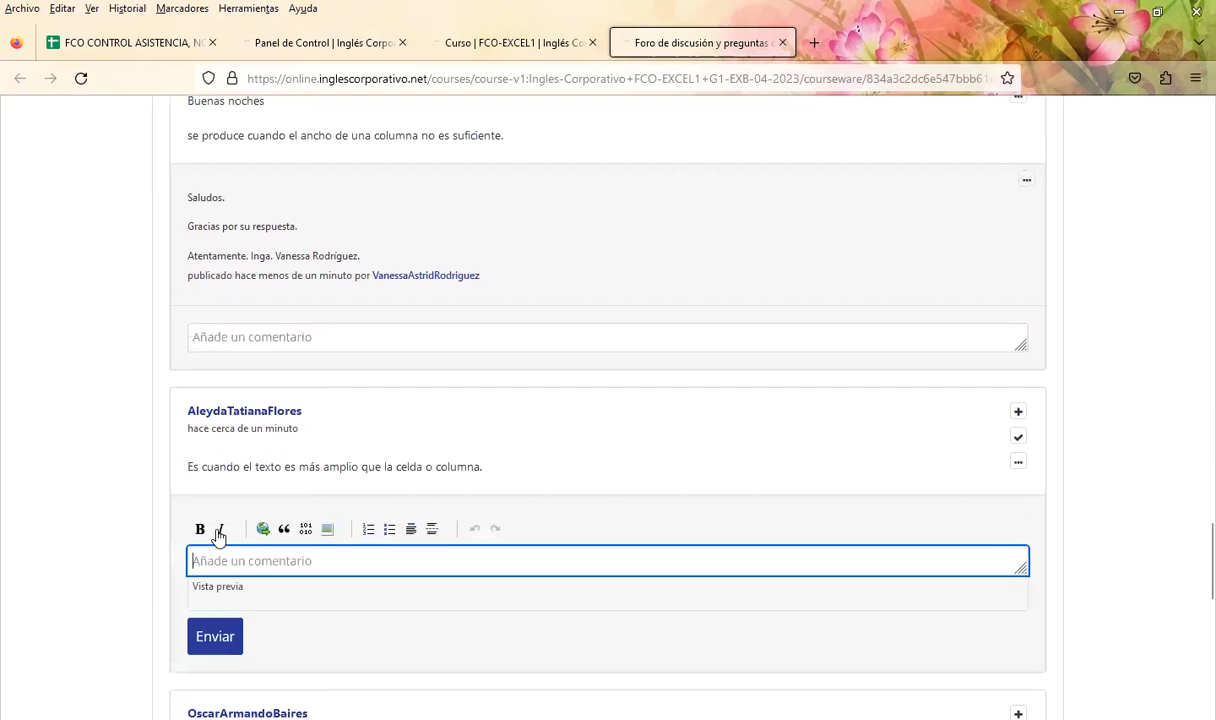 Archivo Editar Ver Historial Marcadores Herramientas Ayuda
FCO CONTROL ASISTENCIA, NO
Panel de Control | Inglés Corpo
Curso | FCO-EXCEL1 | Inglés Co
Foro de discusión y preguntas
https://online.inglescorporativo.net/courses/course-v1:Ingles-Corporativo+FCO-EXCEL1+G1-EXB-04-2023/courseware/834a3c2dc6e547bbb61
Buenas noches
se produce cuando el ancho de una columna no es suficiente.
Saludos.
Gracias por su respuesta.
Atentamente. Inga. Vanessa Rodríguez.
publicado hace menos de un minuto por VanessaAstridRodriguez
Añade un comentario
AleydaTatianaFlores
hace cerca de un minuto
Es cuando el texto es más amplio que la celda o columna.
B I
Añade un comentario
Vista previa
Enviar
OscarArmandoBaires